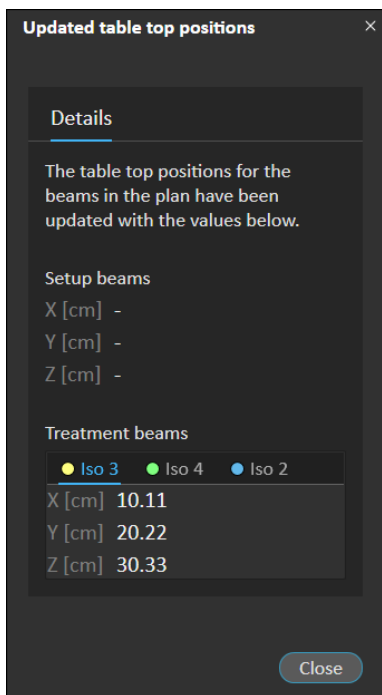 Updated table top positions ×
Details
The table top positions for the
beams in the plan have been
updated with the values below.
Setup beams
X [cm] -
Y [cm] -
Z [cm] -
Treatment beams
Iso 3 Iso 4 Iso 2
X [cm] 10.11
Y [cm] 20.22
Z [cm] 30.33
Close